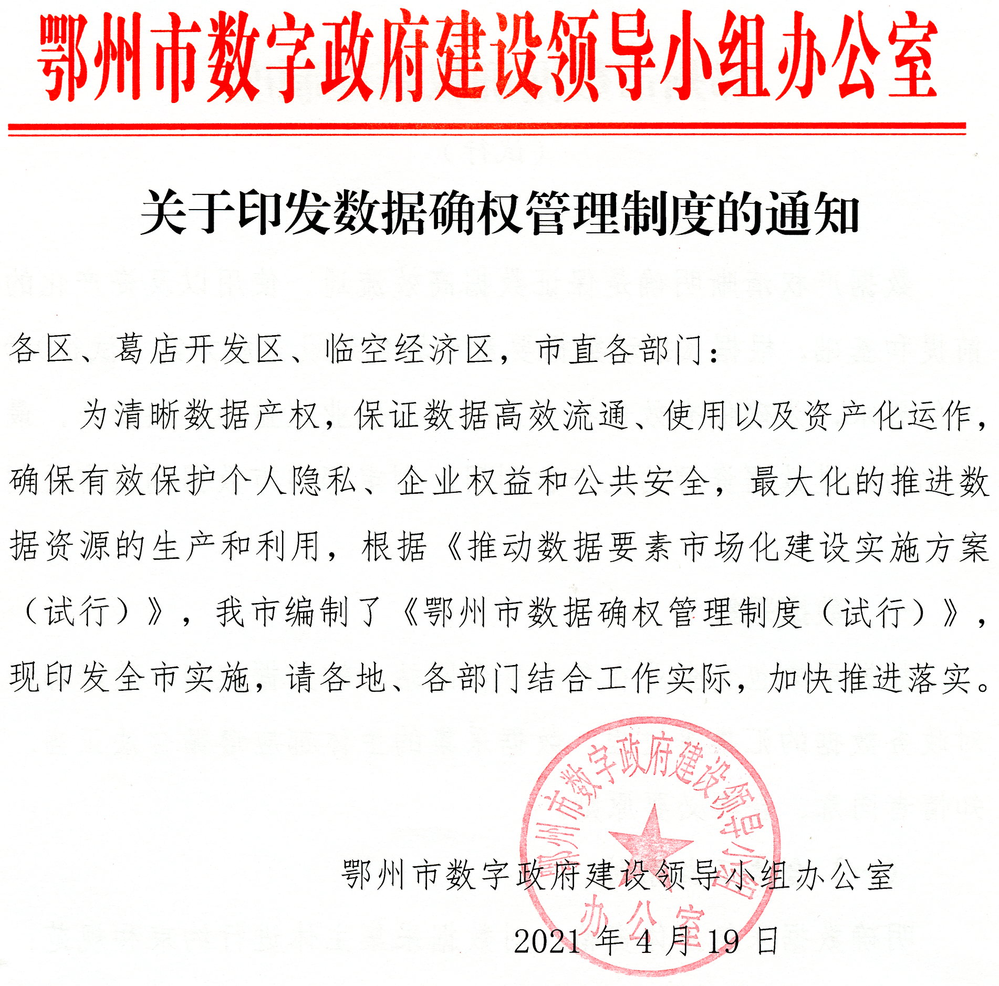 鄂州市数字政府建设领导小组办公室
关于印发数据确权管理制度的通知
各区、葛店开发区、临空经济区，市直各部门：
为清晰数据产权，保证数据高效流通、使用以及资产化运作，
确保有效保护个人隐私、企业权益和公共安全，最大化的推进数
据资源的生产和利用，根据《推动数据要素市场化建设实施方案
（试行）》，我市编制了《鄂州市数据确权管理制度（试行）》，
现印发全市实施，请各地、各部门结合工作实际，加快推进落实。
鄂州市数字政府建设领导小组
办公室
鄂州市数字政府建设领导小组办公室
2021 年 4 月 19 日